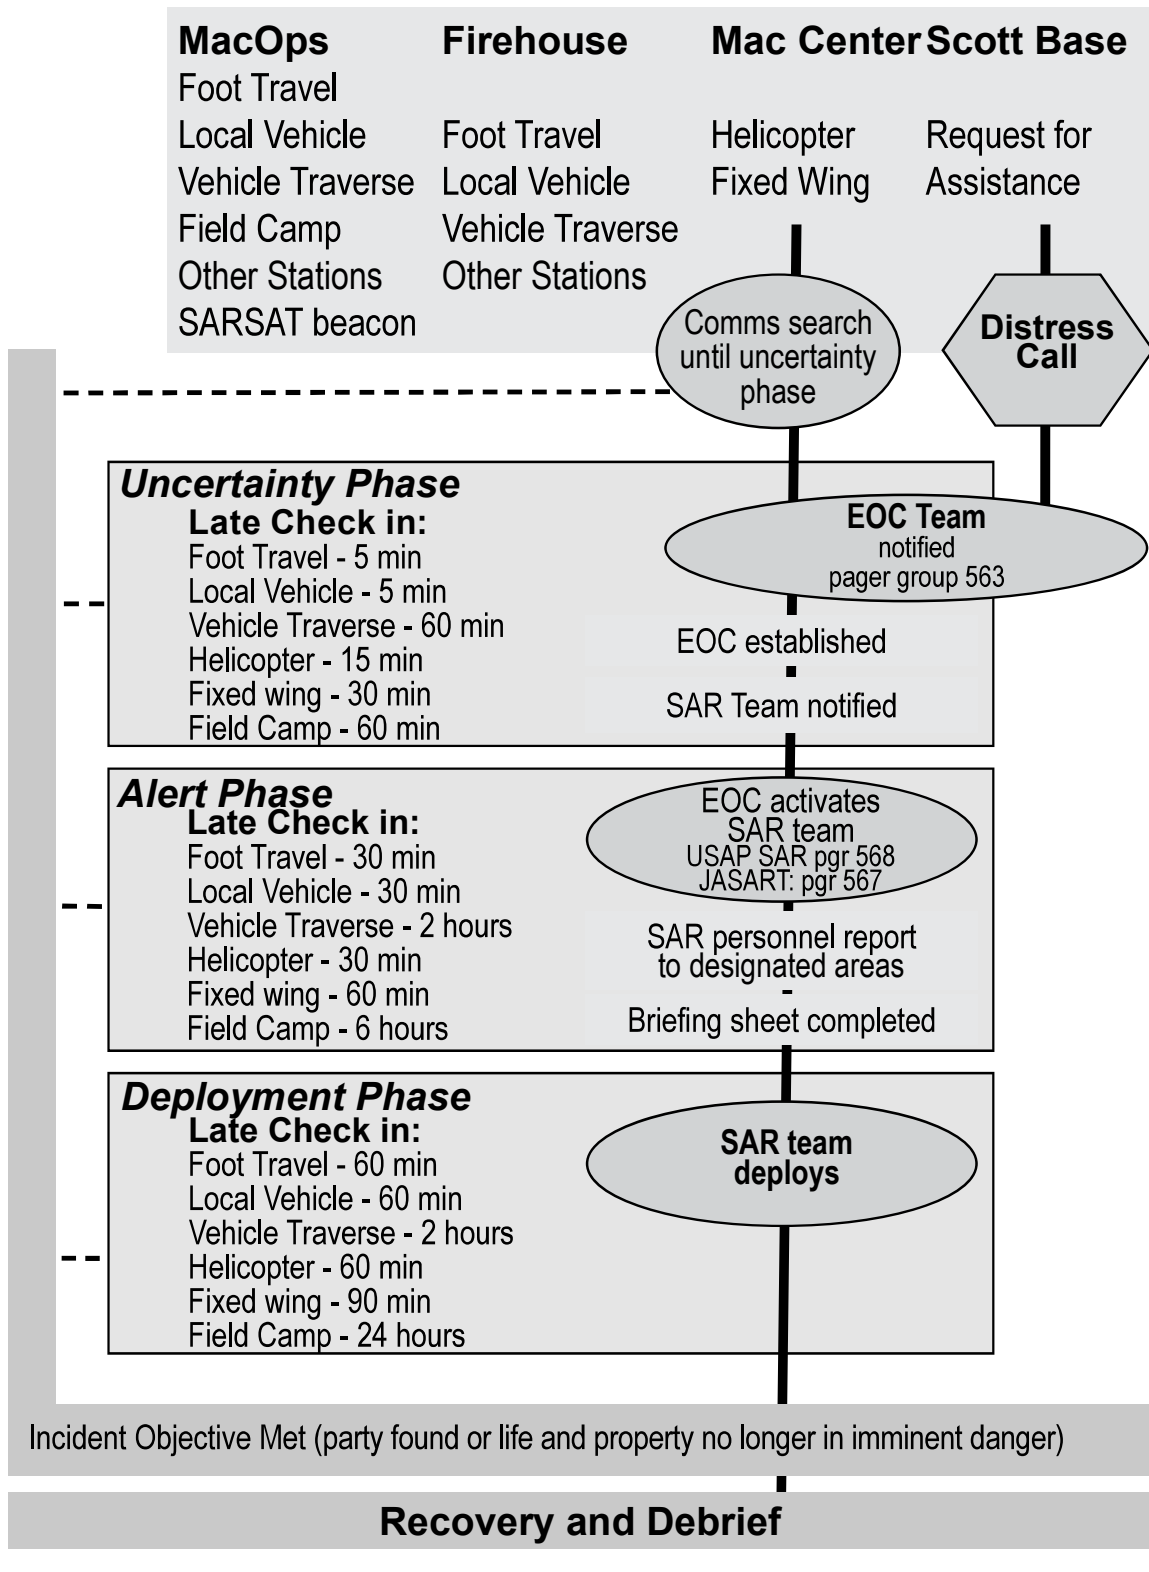 MacOps
Foot Travel
Local Vehicle
Vehicle Traverse
Field Camp
Other Stations
SARSAT beacon
Firehouse
Foot Travel
Local Vehicle
Vehicle Traverse
Other Stations
Mac Center
Helicopter
Fixed Wing
Scott Base
Request for
Assistance
Comms search
until uncertainty
phase
Distress
Call
Uncertainty Phase
Late Check in:
Foot Travel - 5 min
Local Vehicle - 5 min
Vehicle Traverse - 60 min
Helicopter - 15 min
Fixed wing - 30 min
Field Camp - 60 min
EOC Team
notified
pager group 563
EOC established
SAR Team notified
Alert Phase
Late Check in:
Foot Travel - 30 min
Local Vehicle - 30 min
Vehicle Traverse - 2 hours
Helicopter - 30 min
Fixed wing - 60 min
Field Camp - 6 hours
EOC activates
SAR team
USAP SAR pgr 568
JASART: pgr 567
SAR personnel report
to designated areas
Briefing sheet completed
Deployment Phase
Late Check in:
Foot Travel - 60 min
Local Vehicle - 60 min
Vehicle Traverse - 2 hours
Helicopter - 60 min
Fixed wing - 90 min
Field Camp - 24 hours
SAR team
deploys
Incident Objective Met (party found or life and property no longer in imminent danger)
Recovery and Debrief